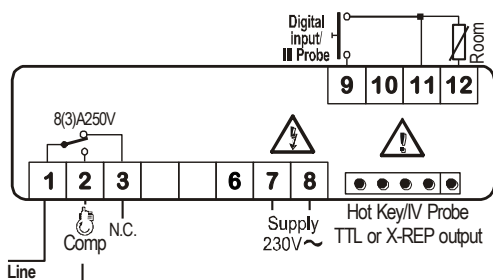 Digital
input/
III Probe
Room
9 10 11 12
8(3)A250V
1 2 3 6 7 8
Comp
N.C.
Supply
230V~
Hot Key/IV Probe
TTL or X-REP output
Line